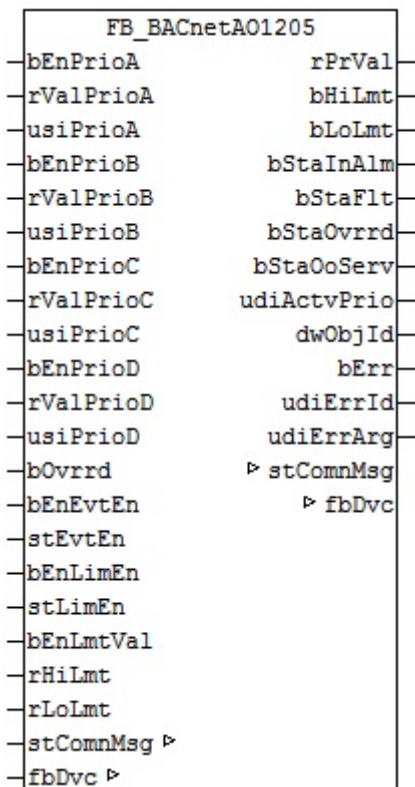 FB_BACnetAO1205
bEnPrioA rPrVal
rValPrioA bHiLmt
usiPrioA bLoLmt
bEnPrioB bStaInAlm
rValPrioB bStaFlt
usiPrioB bStaOvrrd
bEnPrioC bStaOoServ
rValPrioC udiActvPrio
usiPrioC dwObjId
bEnPrioD bErr
rValPrioD udiErrId
usiPrioD udiErrArg
bOvrrd ▷ stComnMsg
bEnEvtEn ▷ fbDvc
stEvtEn
bEnLimEn
stLimEn
bEnLmtVal
rHiLmt
rLoLmt
stComnMsg ▷
fbDvc ▷